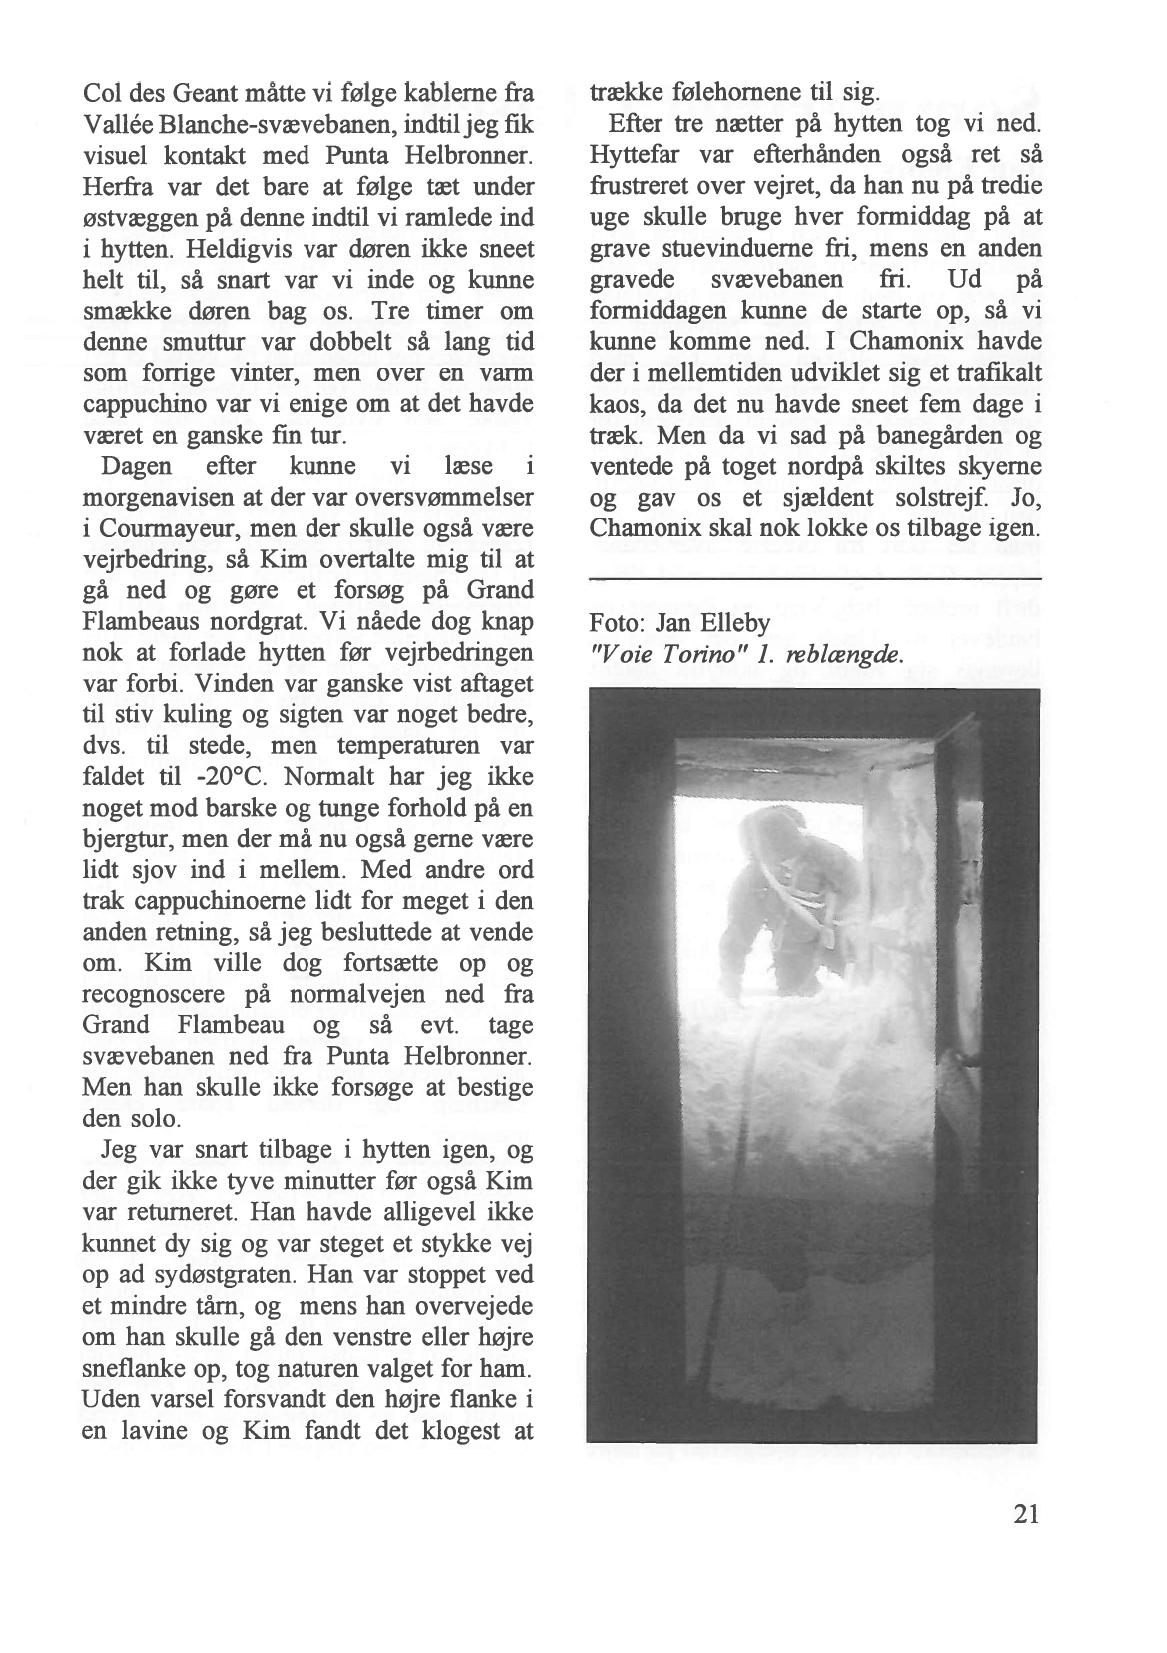 Col des Geant måtte vi følge kablerne fra
Vallée Blanche-svævebanen, indtil jeg fik
visuel kontakt med Punta Helbronner.
Herfra var det bare at følge tæt under
østvæggen på denne indtil vi ramlede ind
i hytten. Heldigvis var døren ikke sneet
helt til, så snart var vi inde og kunne
smække døren bag os. Tre timer om
denne smuttur var dobbelt så lang tid
som forrige vinter, men over en varm
cappuchino var vi enige om at det havde
været en ganske fin tur.
Dagen efter kunne vi læse i
morgenavisen at der var oversvømmelser
i Courmayeur, men der skulle også være
vejrbedring, så Kim overtalte mig til at
gå ned og gøre et forsøg på Grand
Flambeaus nordgrat. Vi nåede dog knap
nok at forlade hytten før vejrbedringen
var forbi. Vinden var ganske vist aftaget
til stiv kuling og sigten var noget bedre,
dvs. til stede, men temperaturen var
faldet til -20°C. Normalt har jeg ikke
noget mod barske og tunge forhold på en
bjergtur, men der må nu også gerne være
lidt sjov ind i mellem. Med andre ord
trak cappuchinoerne lidt for meget i den
anden retning, så jeg besluttede at vende
om. Kim ville dog fortsætte op og
recognoscere på normalvejen ned fra
Grand Flambeau og så evt. tage
svævebanen ned fra Punta Helbronner.
Men han skulle ikke forsøge at bestige
den solo.
Jeg var snart tilbage i hytten igen, og
der gik ikke tyve minutter før også Kim
var returneret. Han havde alligevel ikke
kunnet dy sig og var steget et stykke vej
op ad sydøstgraten. Han var stoppet ved
et mindre tårn, og mens han overvejede
om han skulle gå den venstre eller højre
sneflanke op, tog naturen valget for ham.
Uden varsel forsvandt den højre flanke i
en lavine og Kim fandt det klogest at
trække følehornene til sig.
Efter tre nætter på hytten tog vi ned.
Hyttefar var efterhånden også ret så
frustreret over vejret, da han nu på tredie
uge skulle bruge hver formiddag på at
grave stuevinduerne fri, mens en anden
gravede svævebanen fri. Ud på
formiddagen kunne de starte op, så vi
kunne komme ned. I Chamonix havde
der i mellemtiden udviklet sig et trafikalt
kaos, da det nu havde sneet fem dage i
træk. Men da vi sad på banegården og
ventede på toget nordpå skiltes skyerne
og gav os et sjældent solstrejf. Jo,
Chamonix skal nok lokke os tilbage igen.
Foto: Jan Elleby
"Voie Torino" 1. reblængde.
21